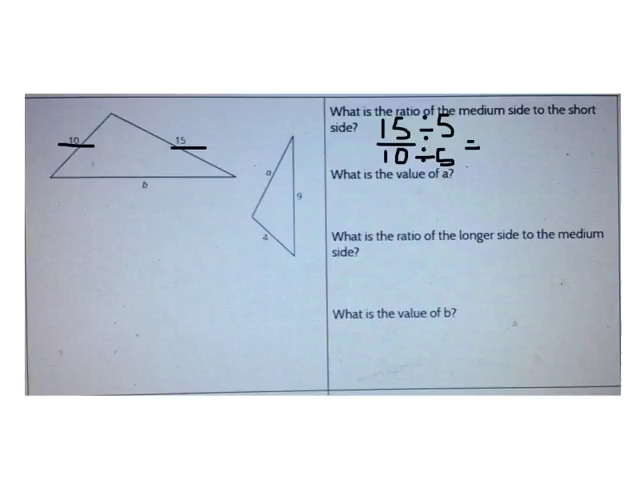 10
15
b
a
9
4
What is the ratio of the medium side to the short
side?
15÷5
10÷5
=
What is the value of a?
What is the ratio of the longer side to the medium
side?
What is the value of b?